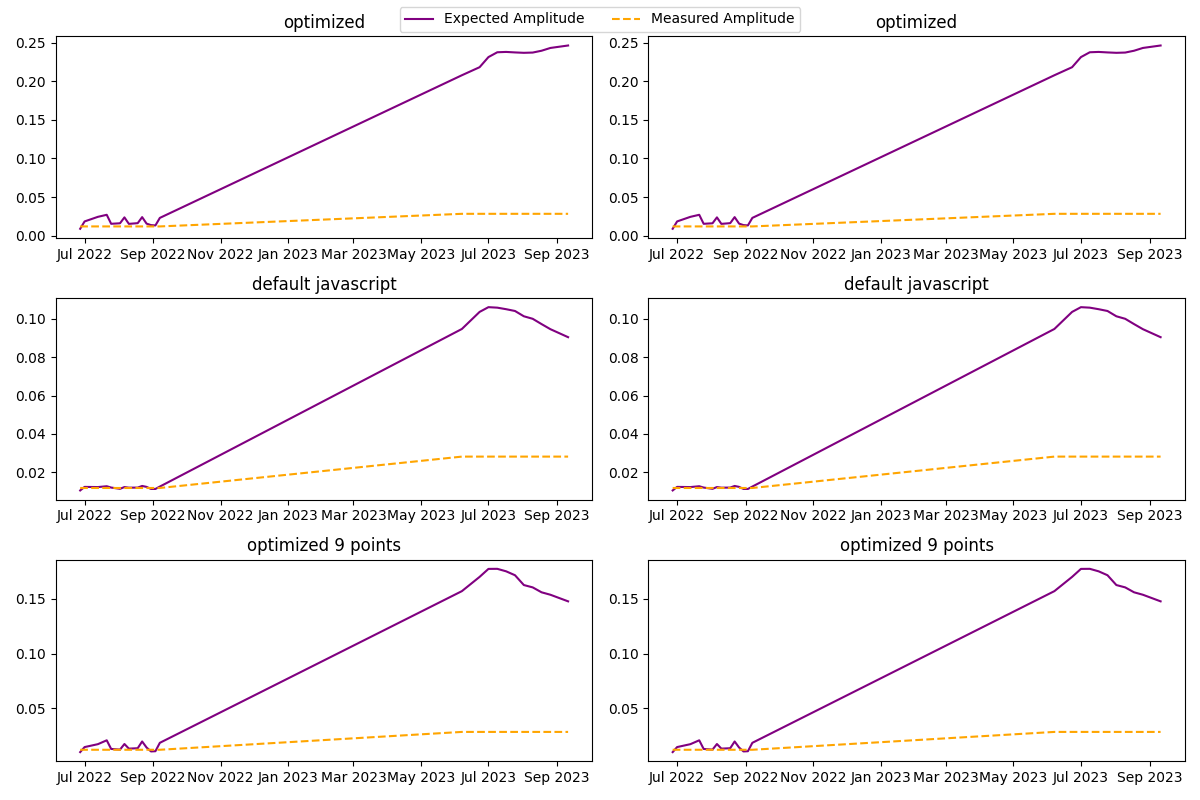 Expected Amplitude Measured Amplitude
optimized optimized
0.25 0.25
0.20 0.20
0.15 0.15
0.10 0.10
0.05 0.05
0.00 0.00
Jul 2022 Sep 2022 Nov 2022 Jan 2023 Mar 2023 May 2023 Jul 2023 Sep 2023 Jul 2022 Sep 2022 Nov 2022 Jan 2023 Mar 2023 May 2023 Jul 2023 Sep 2023
default javascript default javascript
0.10 0.10
0.08 0.08
0.06 0.06
0.04 0.04
0.02 0.02
Jul 2022 Sep 2022 Nov 2022 Jan 2023 Mar 2023 May 2023 Jul 2023 Sep 2023 Jul 2022 Sep 2022 Nov 2022 Jan 2023 Mar 2023 May 2023 Jul 2023 Sep 2023
optimized 9 points optimized 9 points
0.15 0.15
0.10 0.10
0.05 0.05
Jul 2022 Sep 2022 Nov 2022 Jan 2023 Mar 2023 May 2023 Jul 2023 Sep 2023 Jul 2022 Sep 2022 Nov 2022 Jan 2023 Mar 2023 May 2023 Jul 2023 Sep 2023